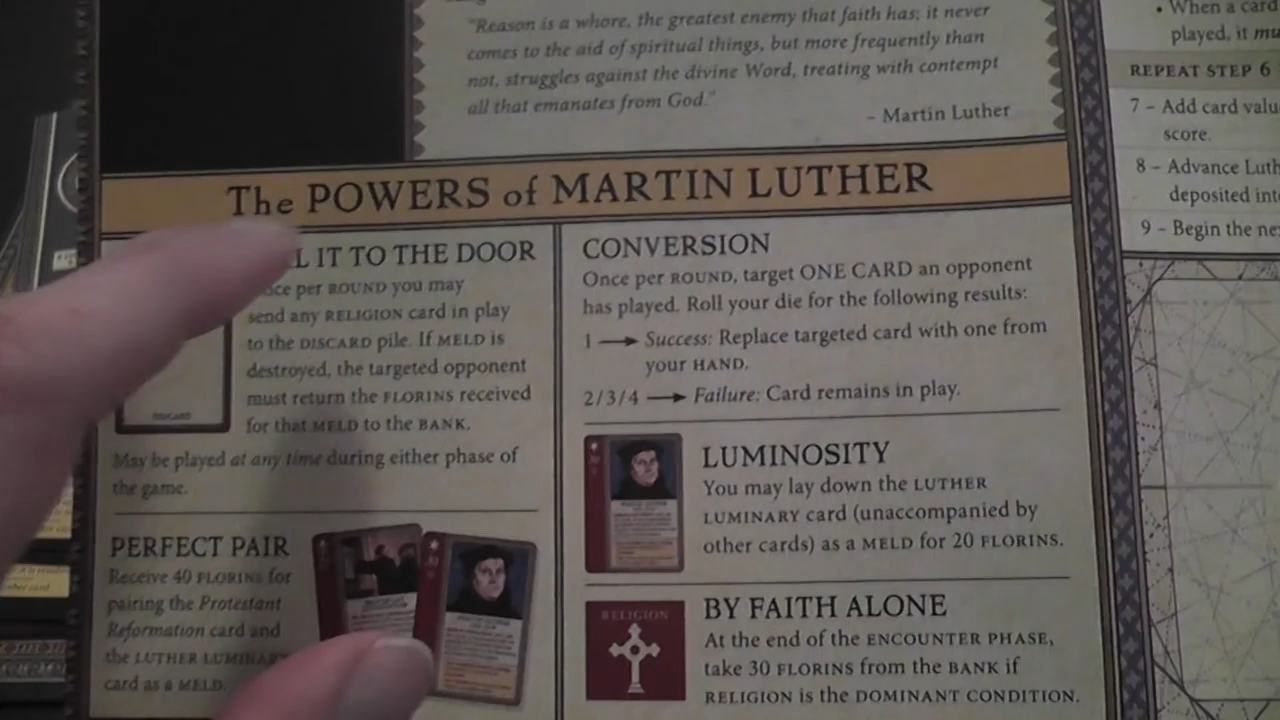 "Reason is a whore, the greatest enemy that faith has; it never
comes to the aid of spiritual things, but more frequently than
not, struggles against the divine Word, treating with contempt
all that emanates from God."
– Martin Luther
The POWERS of MARTIN LUTHER
IT TO THE DOOR
per ROUND you may
send any RELIGION card in play
to the DISCARD pile. If MELD is
destroyed, the targeted opponent
must return the FLORINS received
for that MELD to the BANK.
May be played at any time during either phase of
the game.
PERFECT PAIR
Receive 40 FLORINS for
pairing the Protestant
Reformation card and
the LUTHER LUMINARY
card as a MELD.
CONVERSION
Once per ROUND, target ONE CARD an opponent
has played. Roll your die for the following results:
1 → Success: Replace targeted card with one from
your HAND.
2/3/4 → Failure: Card remains in play.
LUMINOSITY
You may lay down the LUTHER
LUMINARY card (unaccompanied by
other cards) as a MELD for 20 FLORINS.
RELIGION
BY FAITH ALONE
At the end of the ENCOUNTER PHASE,
take 30 FLORINS from the BANK if
RELIGION is the DOMINANT CONDITION.
• When a card
played, it
REPEAT STEP 6
7 – Add card
score.
8 – Advance
deposited
9 – Begin the